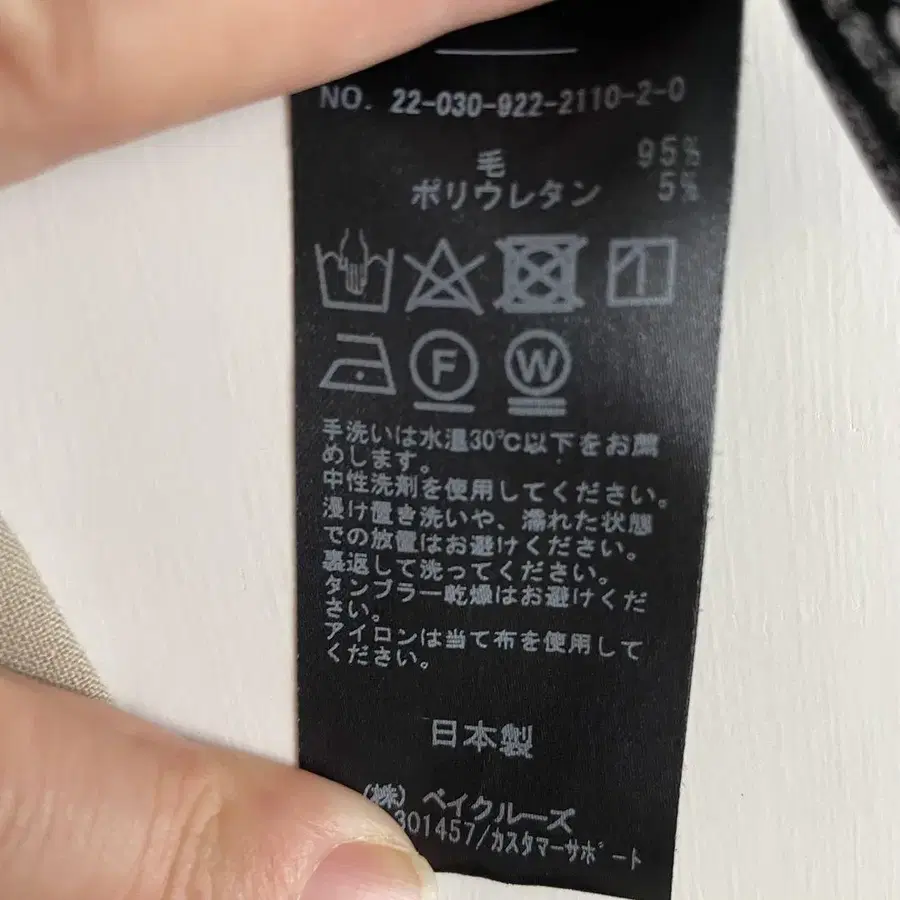 NO. 22-030-922-2110-2-0
毛 95%
ポリウレタン 5%
F W
手洗いは水温30℃以下をお薦
めします。
中性洗剤を使用してください。
浸け置き洗いや、濡れた状態
での放置はお避けください。
裏返して洗ってください。
タンブラー乾燥はお避けくだ
さい。
アイロンは当て布を使用して
ください。
日本製
(株) ベイクルーズ
301457/カスタマーサポート